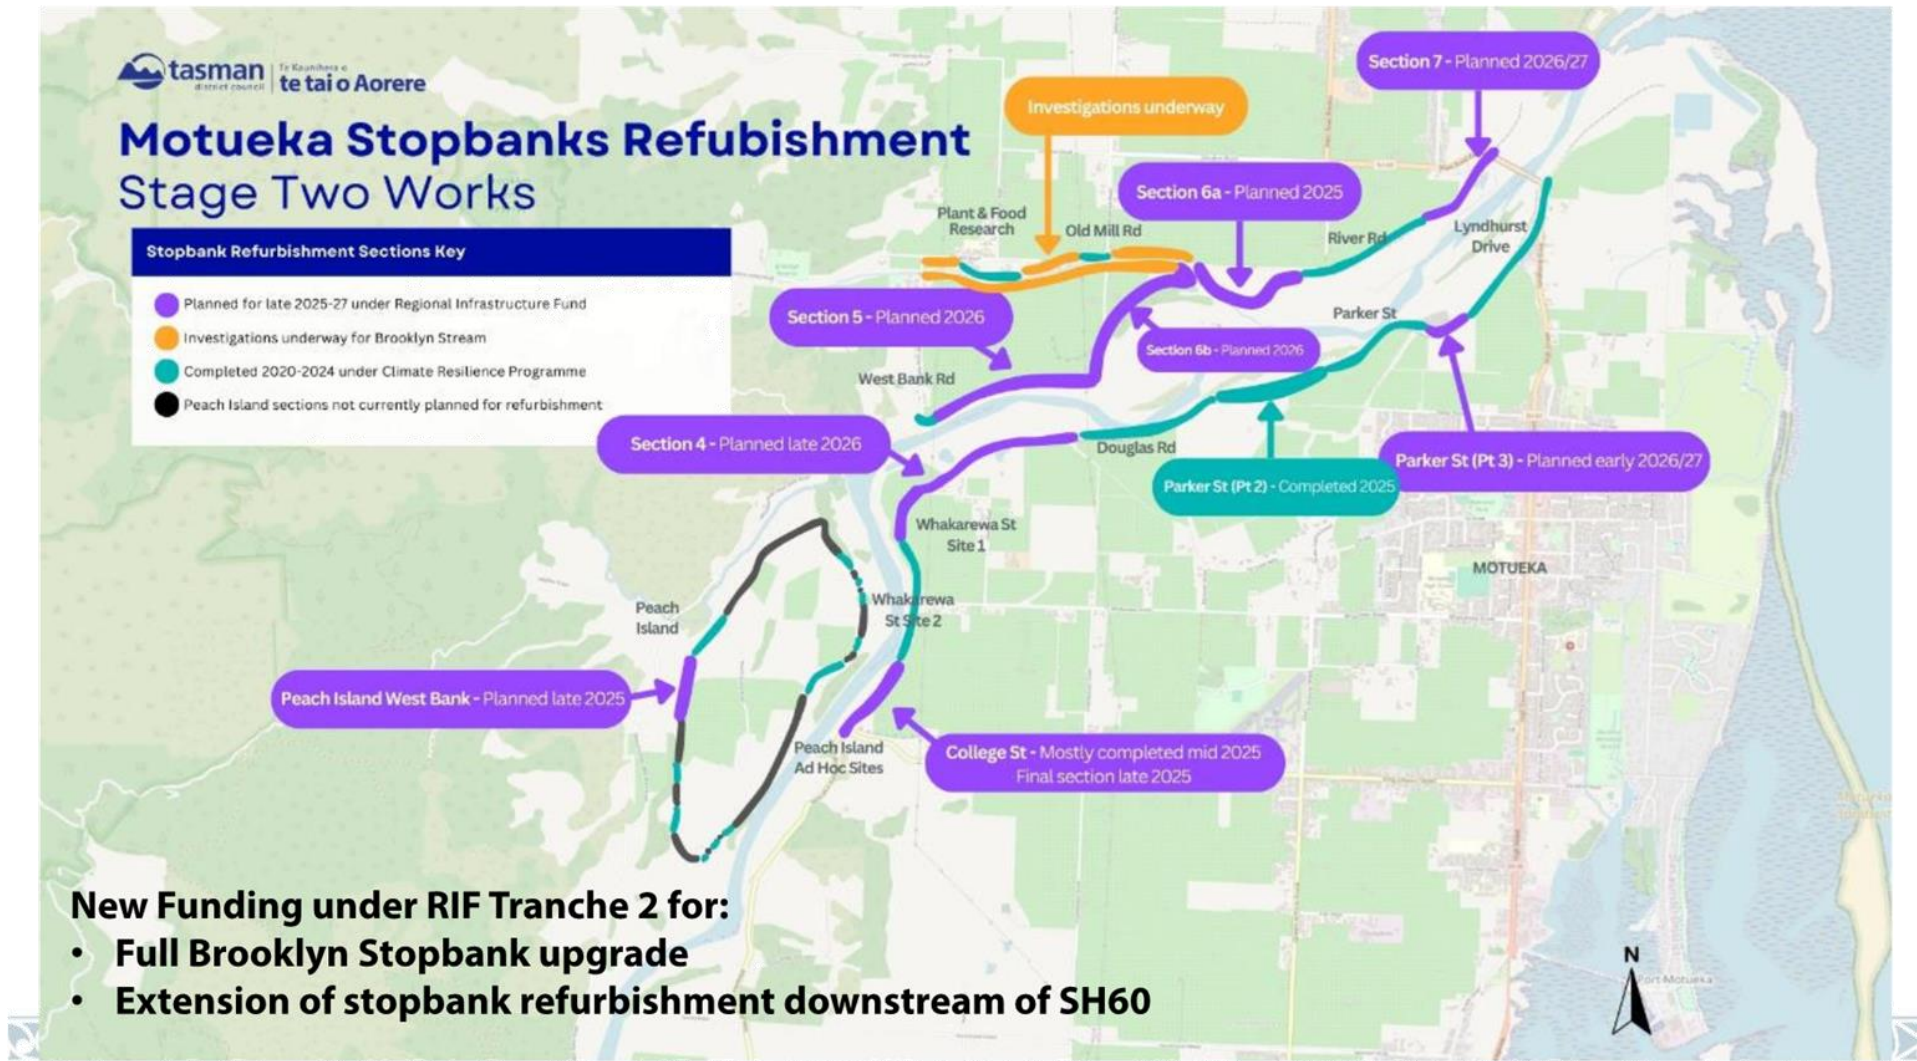 tasman
district council
Te Kaunihera o
te tai o Aorere
Motueka Stopbanks Refubishment
Stage Two Works
Stopbank Refurbishment Sections Key
Planned for late 2025-27 under Regional Infrastructure Fund
Investigations underway for Brooklyn Stream
Completed 2020-2024 under Climate Resilience Programme
Peach Island sections not currently planned for refurbishment
Section 7 - Planned 2026/27
Investigations underway
Section 6a - Planned 2025
Plant & Food
Research
Old Mill Rd
River Rd
Lyndhurst
Drive
Section 5 - Planned 2026
Parker St
Section 6b - Planned 2026
West Bank Rd
Section 4 - Planned late 2026
Douglas Rd
Parker St (Pt 3) - Planned early 2026/27
Parker St (Pt 2) - Completed 2025
Whakarewa St
Site 1
MOTUEKA
Whakarewa
St Site 2
Peach
Island
Peach Island West Bank - Planned late 2025
Peach Island
Ad Hoc Sites
College St - Mostly completed mid 2025
Final section late 2025
New Funding under RIF Tranche 2 for:
• Full Brooklyn Stopbank upgrade
• Extension of stopbank refurbishment downstream of SH60
N
Port Motueka